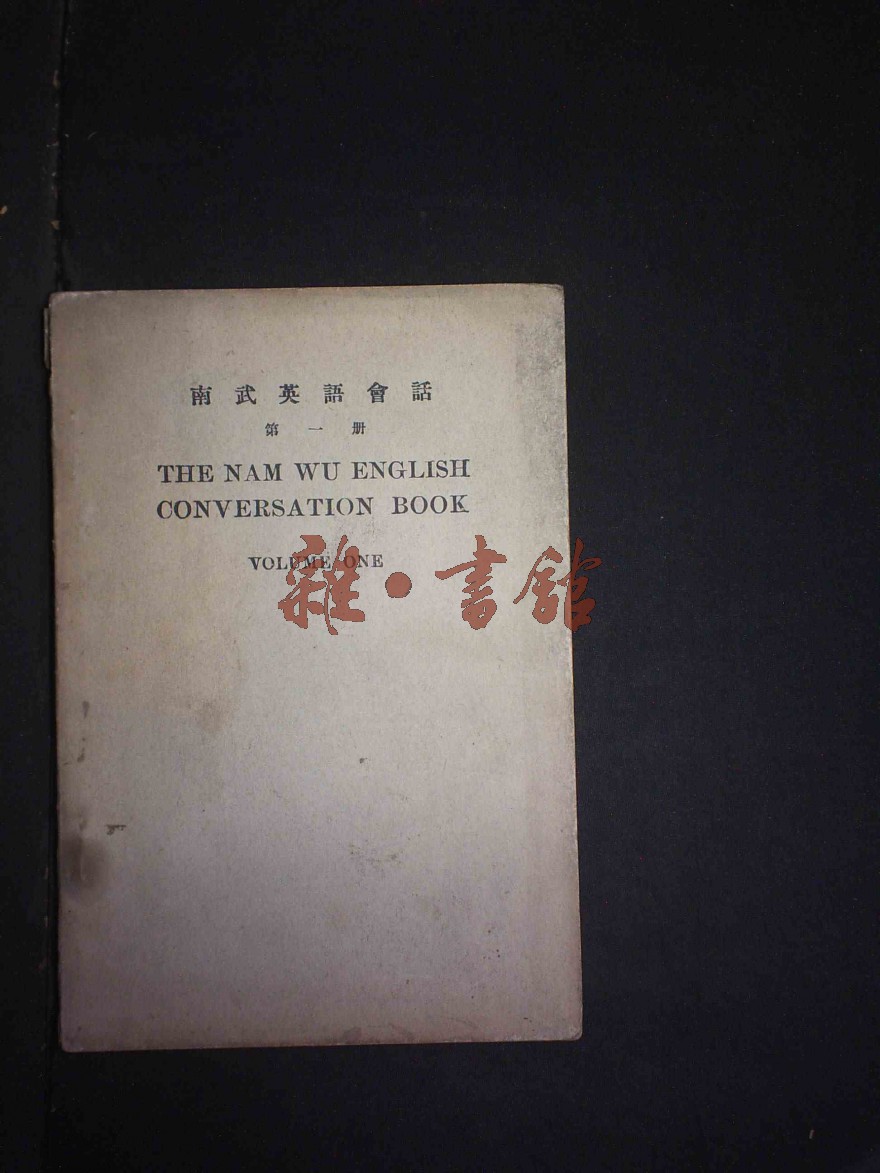 南武英語會話
第一册
THE NAM WU ENGLISH
CONVERSATION BOOK
VOLUME ONE
雜·書館